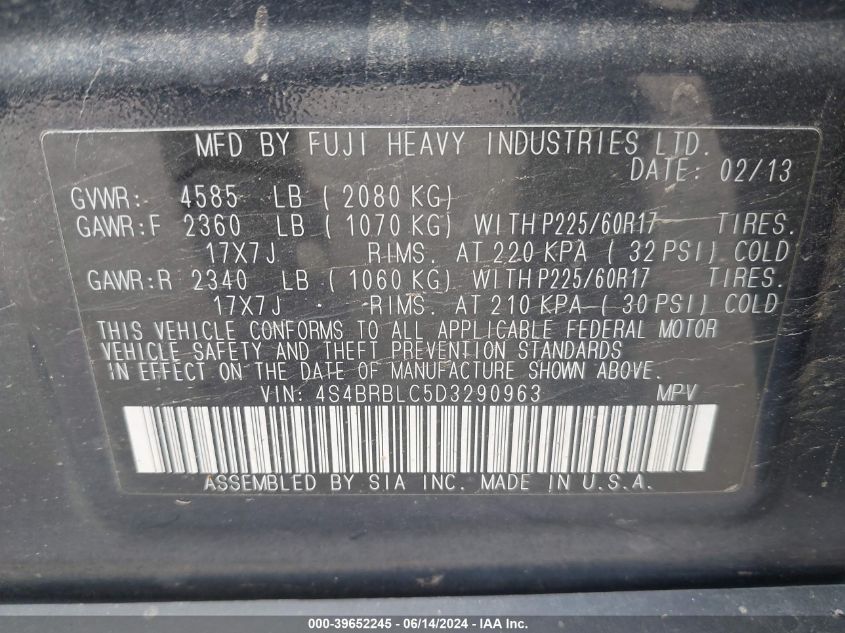 MFD BY FUJI HEAVY INDUSTRIES LTD.
DATE: 02/13
GVWR: 4585 LB ( 2080 KG)
GAWR:F 2360 LB ( 1070 KG) WITH P225/60R17 TIRES.
17X7J RIMS. AT 220 KPA ( 32 PSI) COLD
GAWR:R 2340 LB ( 1060 KG) WITH P225/60R17 TIRES.
17X7J RIMS. AT 210 KPA ( 30 PSI) COLD
THIS VEHICLE CONFORMS TO ALL APPLICABLE FEDERAL MOTOR
VEHICLE SAFETY AND THEFT PREVENTION STANDARDS
IN EFFECT ON THE DATE OF MANUFACTURE SHOWN ABOVE.
VIN: 4S4BRBLC5D3290963 MPV
ASSEMBLED BY SIA INC. MADE IN U.S.A.
000-39652245 - 06/14/2024 - IAA Inc.